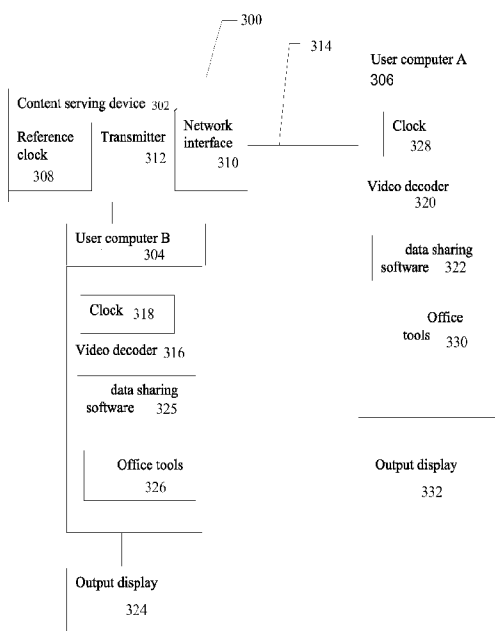 300
314
User computer A
306
Content serving device 302
Reference
clock
308
Transmitter
312
Network
interface
310
Clock
328
Video decoder
320
data sharing
software 322
Office
tools 330
Output display
332
User computer B
304
Clock 318
Video decoder 316
data sharing
software 325
Office tools
326
Output display
324